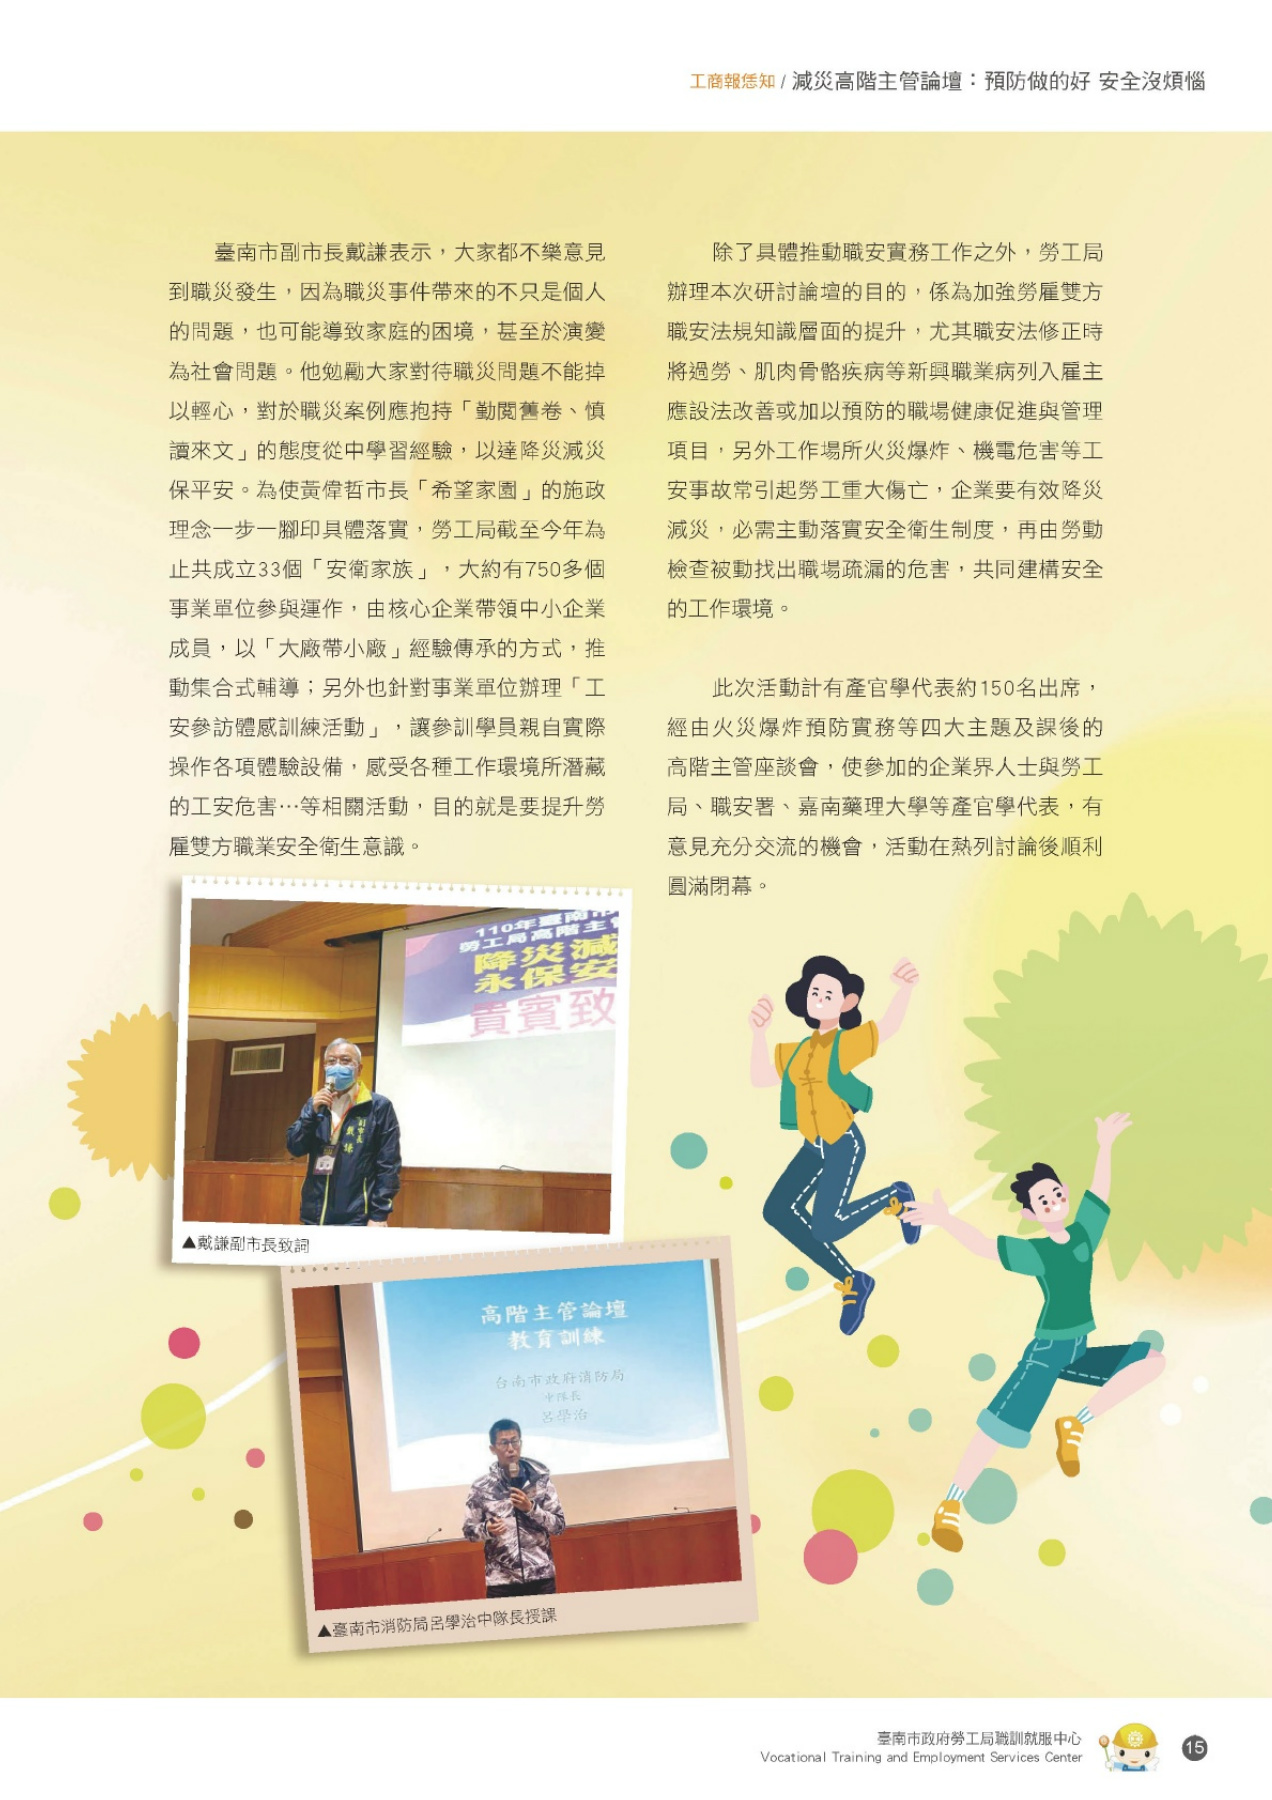 工商報恁知 / 減災高階主管論壇：預防做的好 安全沒煩惱
臺南市副市長戴謙表示，大家都不樂意見
到職災發生，因為職災事件帶來的不只是個人
的問題，也可能導致家庭的困境，甚至於演變
為社會問題。他勉勵大家對待職災問題不能掉
以輕心，對於職災案例應抱持「勤閱舊卷、慎
讀來文」的態度從中學習經驗，以達降災減災
保平安。為使黃偉哲市長「希望家園」的施政
理念一步一腳印具體落實，勞工局截至今年為
止共成立33個「安衛家族」，大約有750多個
事業單位參與運作，由核心企業帶領中小企業
成員，以「大廠帶小廠」經驗傳承的方式，推
動集合式輔導；另外也針對事業單位辦理「工
安參訪體感訓練活動」，讓參訓學員親自實際
操作各項體驗設備，感受各種工作環境所潛藏
的工安危害…等相關活動，目的就是要提升勞
雇雙方職業安全衛生意識。
除了具體推動職安實務工作之外，勞工局
辦理本次研討論壇的目的，係為加強勞雇雙方
職安法規知識層面的提升，尤其職安法修正時
將過勞、肌肉骨骼疾病等新興職業病列入雇主
應設法改善或加以預防的職場健康促進與管理
項目，另外工作場所火災爆炸、機電危害等工
安事故常引起勞工重大傷亡，企業要有效降災
減災，必需主動落實安全衛生制度，再由勞動
檢查被動找出職場疏漏的危害，共同建構安全
的工作環境。
此次活動計有產官學代表約150名出席，
經由火災爆炸預防實務等四大主題及課後的
高階主管座談會，使參加的企業界人士與勞工
局、職安署、嘉南藥理大學等產官學代表，有
意見充分交流的機會，活動在熱列討論後順利
圓滿閉幕。
110年臺南市
勞工局高階主管
降災減
永保安
貴賓致
副市長
戴謙
▲戴謙副市長致詞
高階主管論壇
教育訓練
台南市政府消防局
中隊長
呂學治
▲臺南市消防局呂學治中隊長授課
臺南市政府勞工局職訓就服中心
Vocational Training and Employment Services Center
15